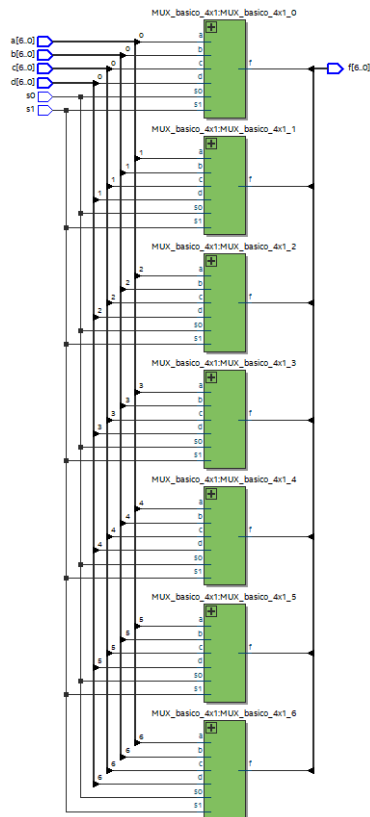 MUX_basico_4x1:MUX_basico_4x1_0
a[6..0]
b[6..0]
c[6..0]
d[6..0]
s0
s1
0
0
0
0
a
b
c
d
s0
s1
f
f[6..0]
MUX_basico_4x1:MUX_basico_4x1_1
1
1
1
1
a
b
c
d
s0
s1
f
MUX_basico_4x1:MUX_basico_4x1_2
2
2
2
2
a
b
c
d
s0
s1
f
MUX_basico_4x1:MUX_basico_4x1_3
3
3
3
3
a
b
c
d
s0
s1
f
MUX_basico_4x1:MUX_basico_4x1_4
4
4
4
4
a
b
c
d
s0
s1
f
MUX_basico_4x1:MUX_basico_4x1_5
5
5
5
5
a
b
c
d
s0
s1
f
MUX_basico_4x1:MUX_basico_4x1_6
6
6
6
6
a
b
c
d
s0
s1
f